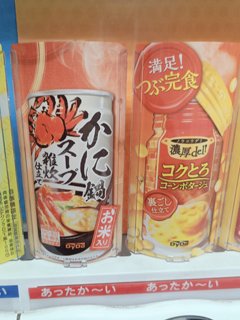 かに鍋
スープ
雑炊仕立て
お米入り
DyDo
満足!
つぶ完食
濃厚deli
コクとろ
コーンポタージュ
裏ごし仕立て
DyDo
い
あったか〜い
あったか〜い